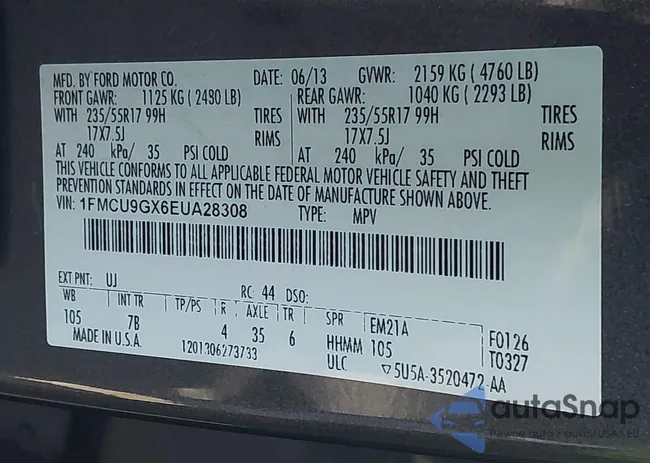 MFD. BY FORD MOTOR CO. DATE: 06/13 GVWR: 2159 KG ( 4760 LB)
FRONT GAWR: 1125 KG ( 2480 LB) REAR GAWR: 1040 KG ( 2293 LB)
WITH 235/55R17 99H TIRES WITH 235/55R17 99H TIRES
17X7.5J RIMS 17X7.5J RIMS
AT 240 kPa/ 35 PSI COLD AT 240 kPa/ 35 PSI COLD
THIS VEHICLE CONFORMS TO ALL APPLICABLE FEDERAL MOTOR VEHICLE SAFETY AND THEFT
PREVENTION STANDARDS IN EFFECT ON THE DATE OF MANUFACTURE SHOWN ABOVE.
VIN: 1FMCU9GX6EUA28308 TYPE: MPV
EXT PNT: UJ RC: 44 DSO:
WB INT TR TP/PS R AXLE TR SPR EM21A F0126
105 7B 4 35 6 HHMM 105 T0327
MADE IN U.S.A. 1201306273733 ULC 5U5A-3520472-AA
autoSnap